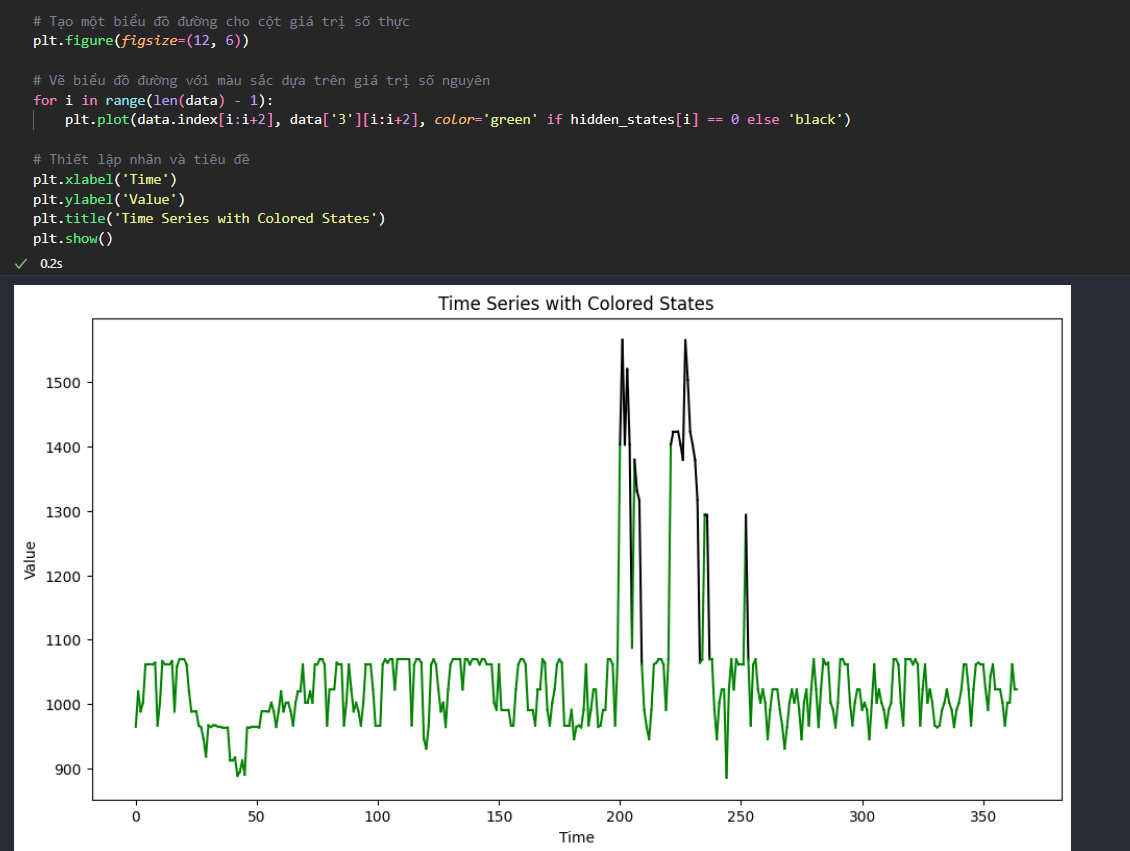 # Tạo một biểu đồ đường cho cột giá trị số thực
plt.figure(figsize=(12, 6))
# Vẽ biểu đồ đường với màu sắc dựa trên giá trị số nguyên
for i in range(len(data) - 1):
    plt.plot(data.index[i:i+2], data['3'][i:i+2], color='green' if hidden_states[i] == 0 else 'black')
# Thiết lập nhãn và tiêu đề
plt.xlabel('Time')
plt.ylabel('Value')
plt.title('Time Series with Colored States')
plt.show()
0.2s
Time Series with Colored States
1500
1400
1300
1200
1100
1000
900
Value
0 50 100 150 200 250 300 350
Time